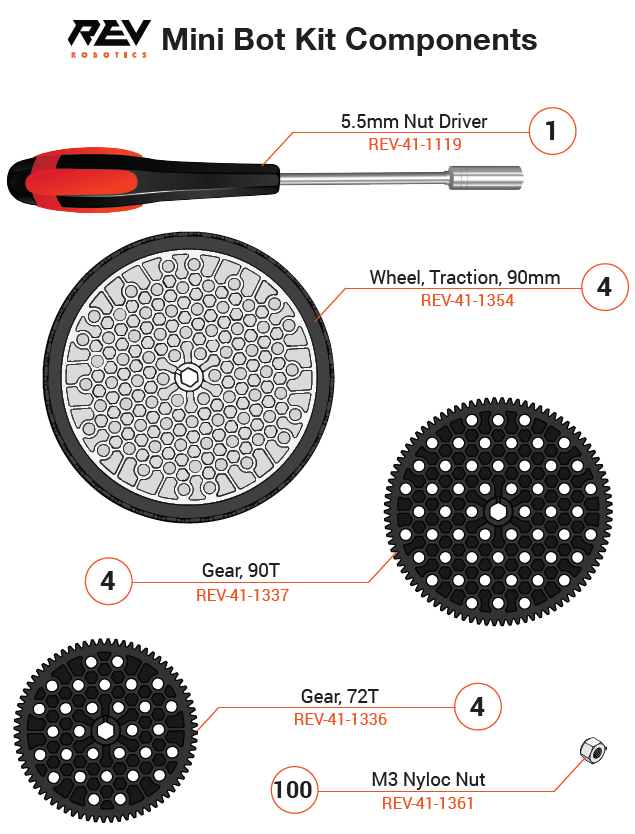 REV
ROBOTICS
Mini Bot Kit Components
5.5mm Nut Driver
REV-41-1119
1
Wheel, Traction, 90mm
REV-41-1354
4
Gear, 90T
REV-41-1337
4
Gear, 72T
REV-41-1336
4
100
M3 Nyloc Nut
REV-41-1361